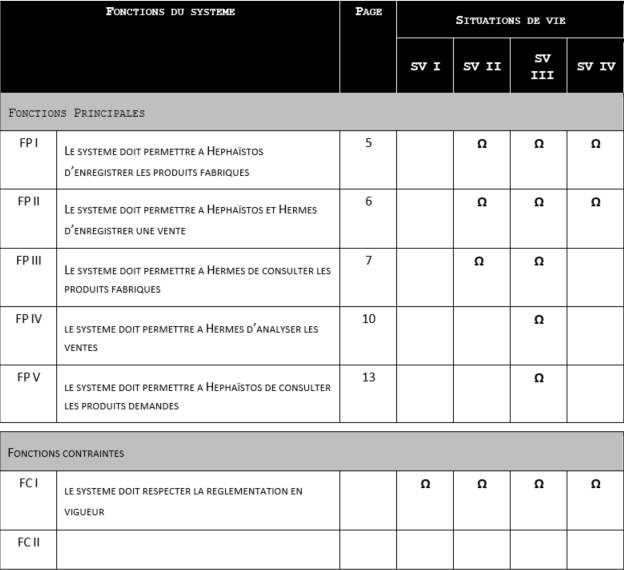 FONCTIONS DU SYSTEME
PAGE
SITUATIONS DE VIE
SV I SV II SV III SV IV
FONCTIONS PRINCIPALES
FP I LE SYSTEME DOIT PERMETTRE A HEPHAÏSTOS 5 Ω Ω Ω
D'ENREGISTRER LES PRODUITS FABRIQUES
FP II LE SYSTEME DOIT PERMETTRE A HEPHAÏSTOS ET HERMES 6 Ω Ω Ω
D'ENREGISTRER UNE VENTE
FP III LE SYSTEME DOIT PERMETTRE A HERMES DE CONSULTER LES 7 Ω Ω
PRODUITS FABRIQUES
FP IV LE SYSTEME DOIT PERMETTRE A HERMES D'ANALYSER LES 10 Ω
VENTES
FP V LE SYSTEME DOIT PERMETTRE A HEPHAÏSTOS DE CONSULTER 13 Ω
LES PRODUITS DEMANDES
FONCTIONS CONTRAINTES
FC I LE SYSTEME DOIT RESPECTER LA REGLEMENTATION EN Ω Ω Ω Ω
VIGUEUR
FC II